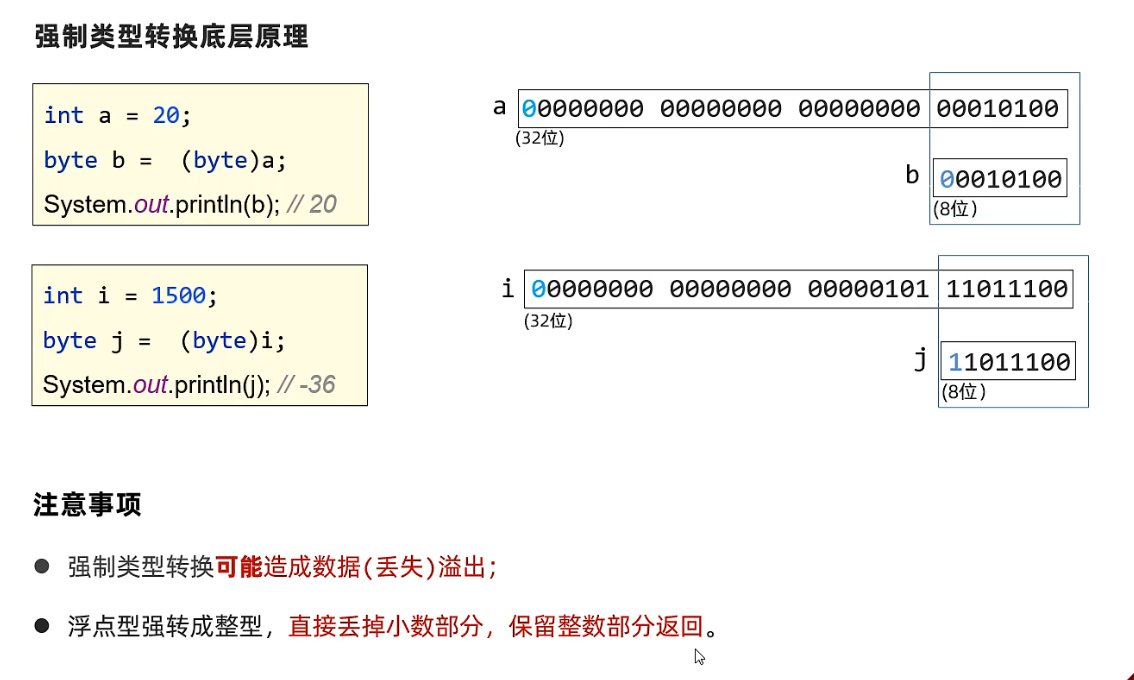 强制类型转换底层原理
int a = 20;
byte b =  (byte)a;
System.out.println(b); // 20
a 00000000 00000000 00000000 00010100
(32位)
b 00010100
(8位)
int i = 1500;
byte j =  (byte)i;
System.out.println(j); // -36
i 00000000 00000000 00000101 11011100
(32位)
j 11011100
(8位)
注意事项
● 强制类型转换可能造成数据(丢失)溢出；
● 浮点型强转成整型，直接丢掉小数部分，保留整数部分返回。